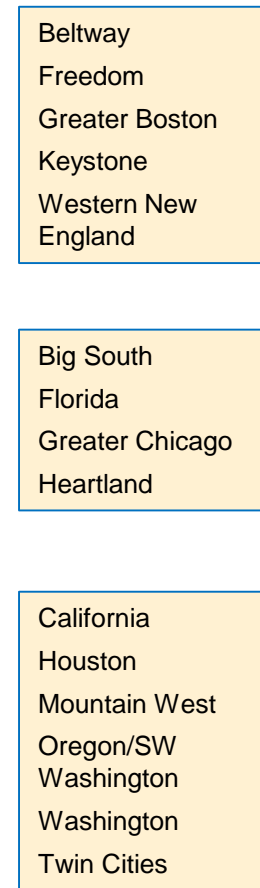 Beltway
Freedom
Greater Boston
Keystone
Western New
England
Big South
Florida
Greater Chicago
Heartland
California
Houston
Mountain West
Oregon/SW
Washington
Washington
Twin Cities